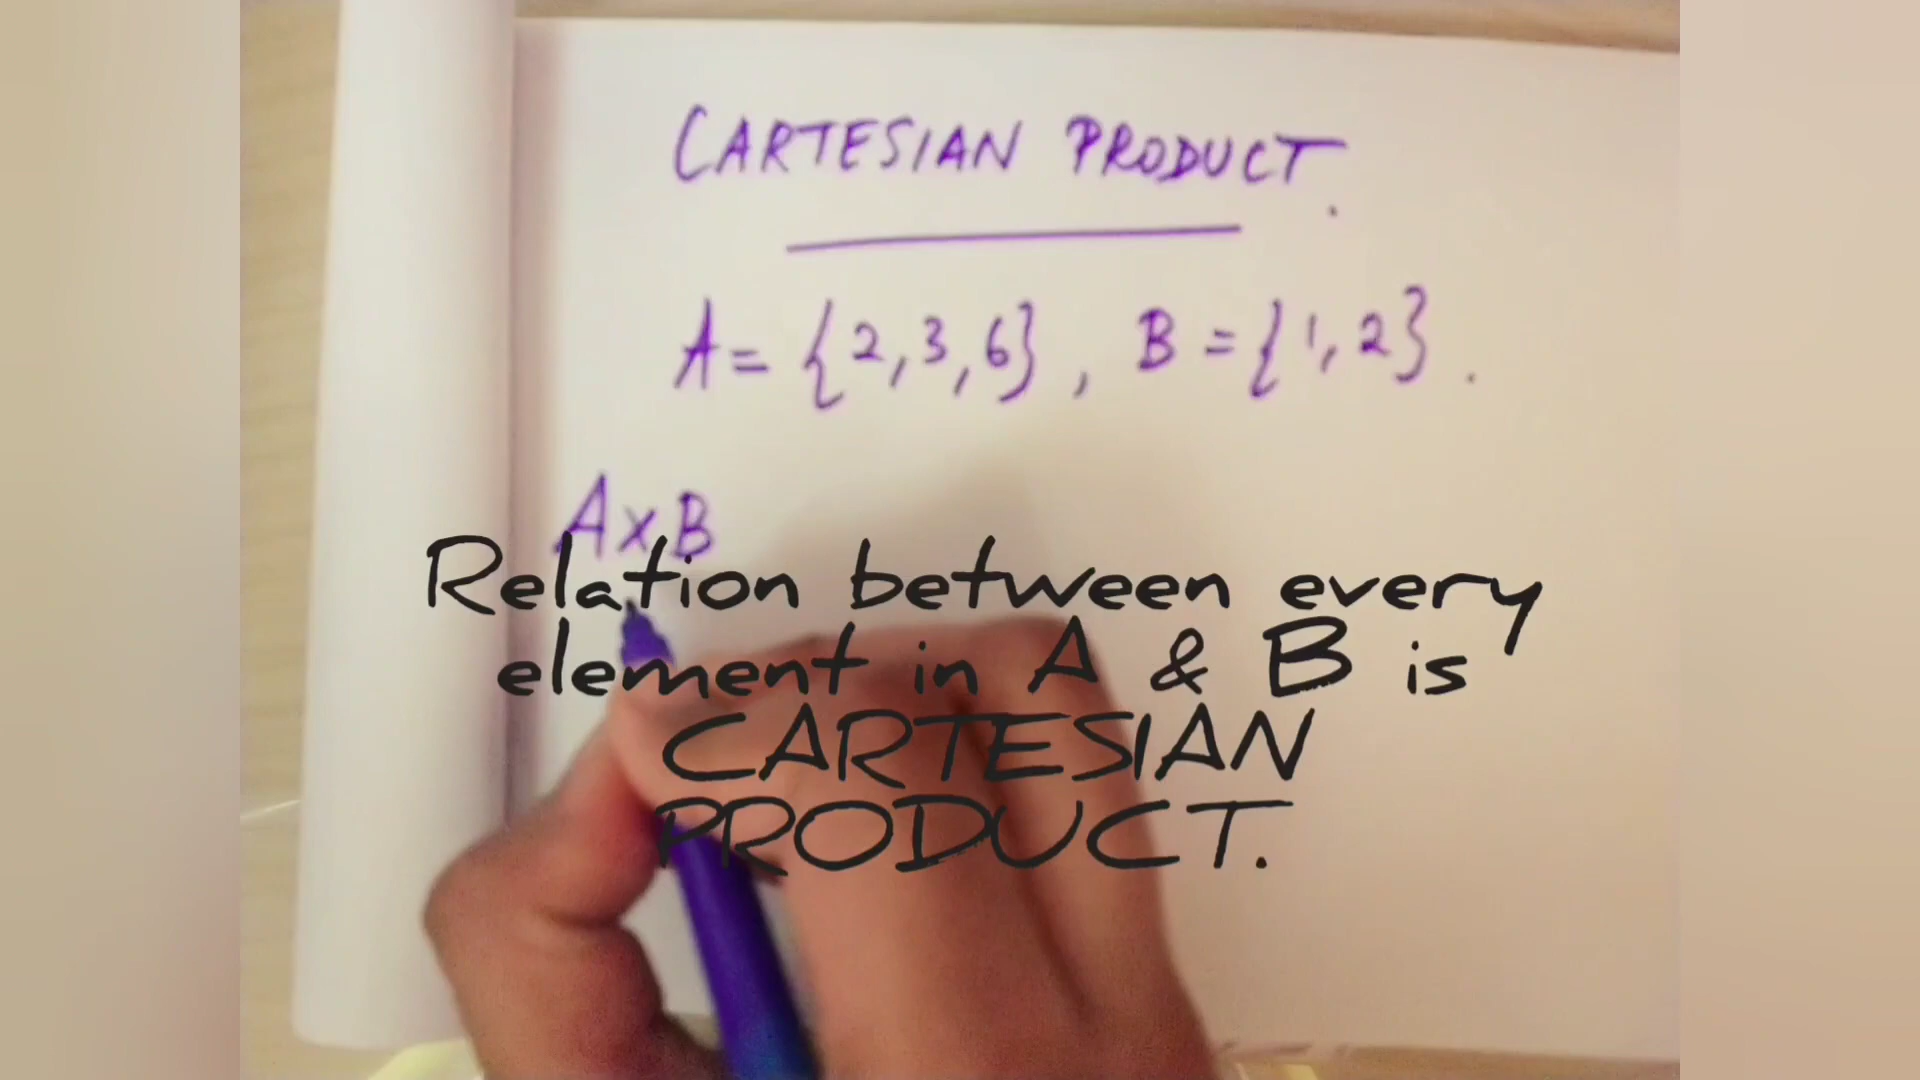 CARTESIAN PRODUCT.
A = {2,3,6}, B = {1,2}.
A×B
Relation between every
element in A & B is
CARTESIAN
PRODUCT.